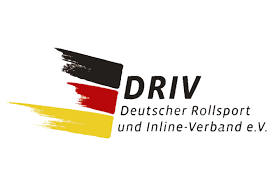 DRIV
Deutscher Rollsport
und Inline-Verband e.V.